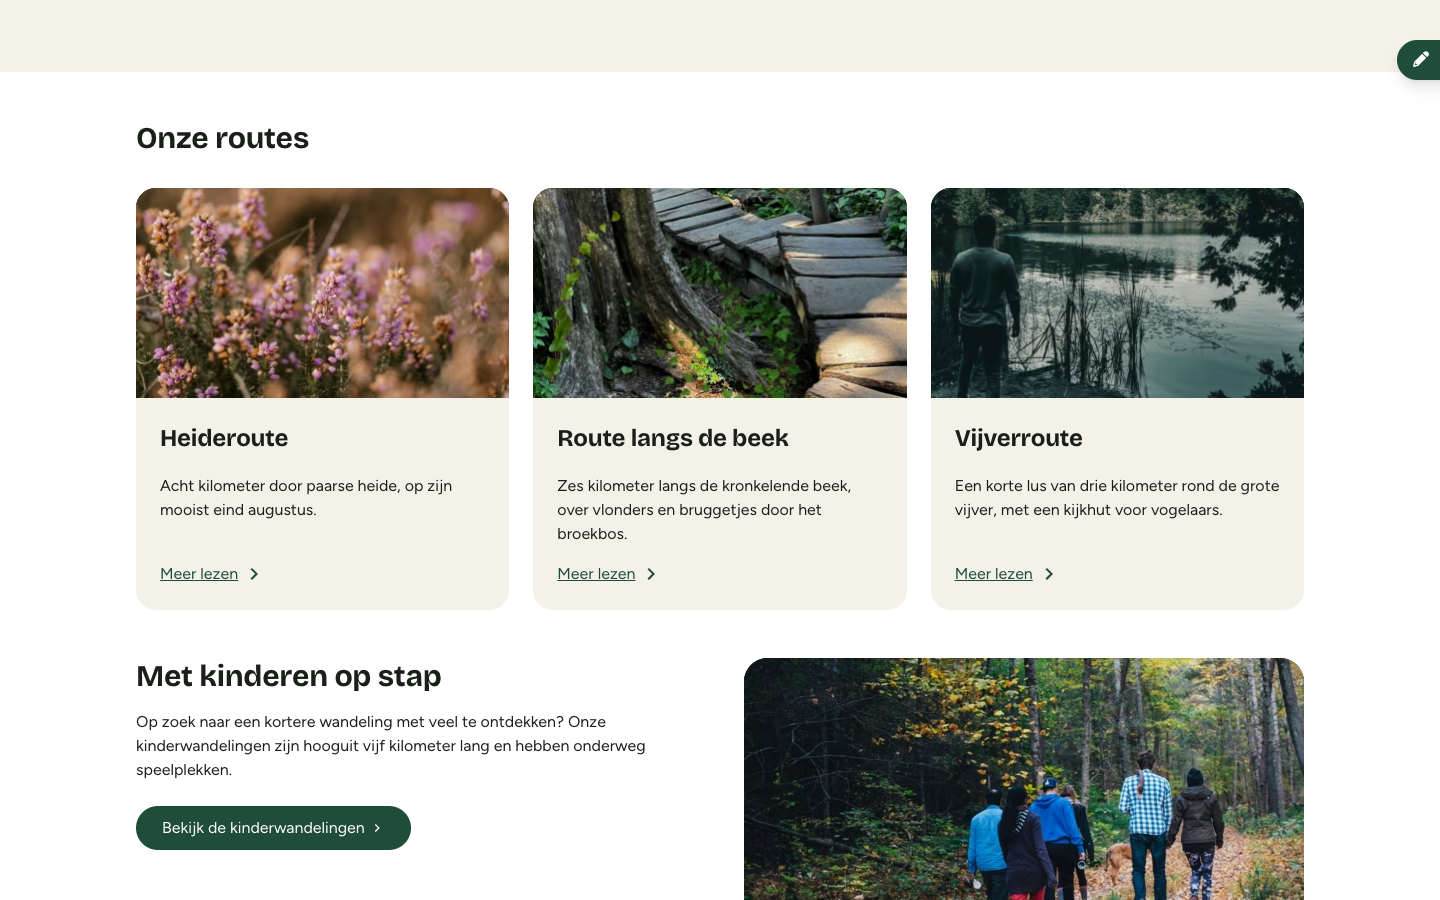 Onze routes
Heideroute
Acht kilometer door paarse heide, op zijn
mooist eind augustus.
Meer lezen
Route langs de beek
Zes kilometer langs de kronkelende beek,
over vlonders en bruggetjes door het
broekbos.
Meer lezen
Vijverroute
Een korte lus van drie kilometer rond de grote
vijver, met een kijkhut voor vogelaars.
Meer lezen
Met kinderen op stap
Op zoek naar een kortere wandeling met veel te ontdekken? Onze
kinderwandelingen zijn hooguit vijf kilometer lang en hebben onderweg
speelplekken.
Bekijk de kinderwandelingen